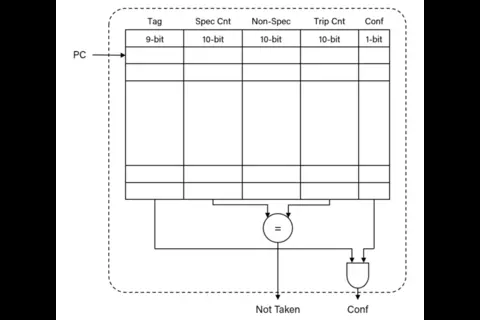 Tag Spec Cnt Non-Spec Trip Cnt Conf
9-bit 10-bit 10-bit 10-bit 1-bit
PC
=
Not Taken Conf